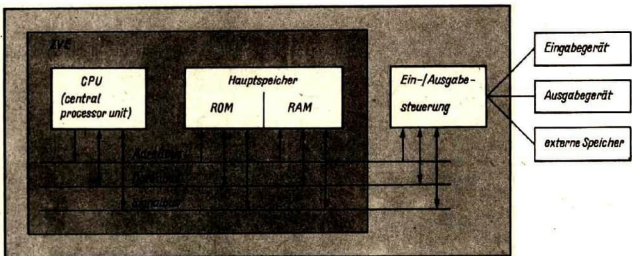 ZVE
CPU
(central
processor unit)
Hauptspeicher
ROM
RAM
Ein-/Ausgabe-
steuerung
Eingabegerät
Ausgabegerät
externe Speicher